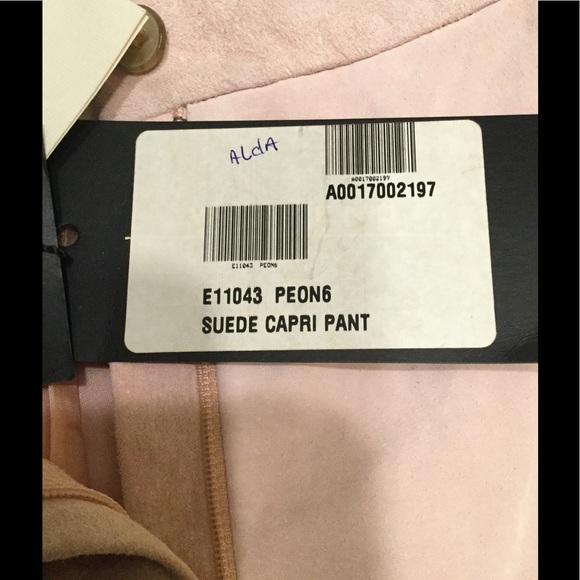 ALdA
A0017002197
A0017002197
E11043 PEON6
E11043 PEON6
SUEDE CAPRI PANT